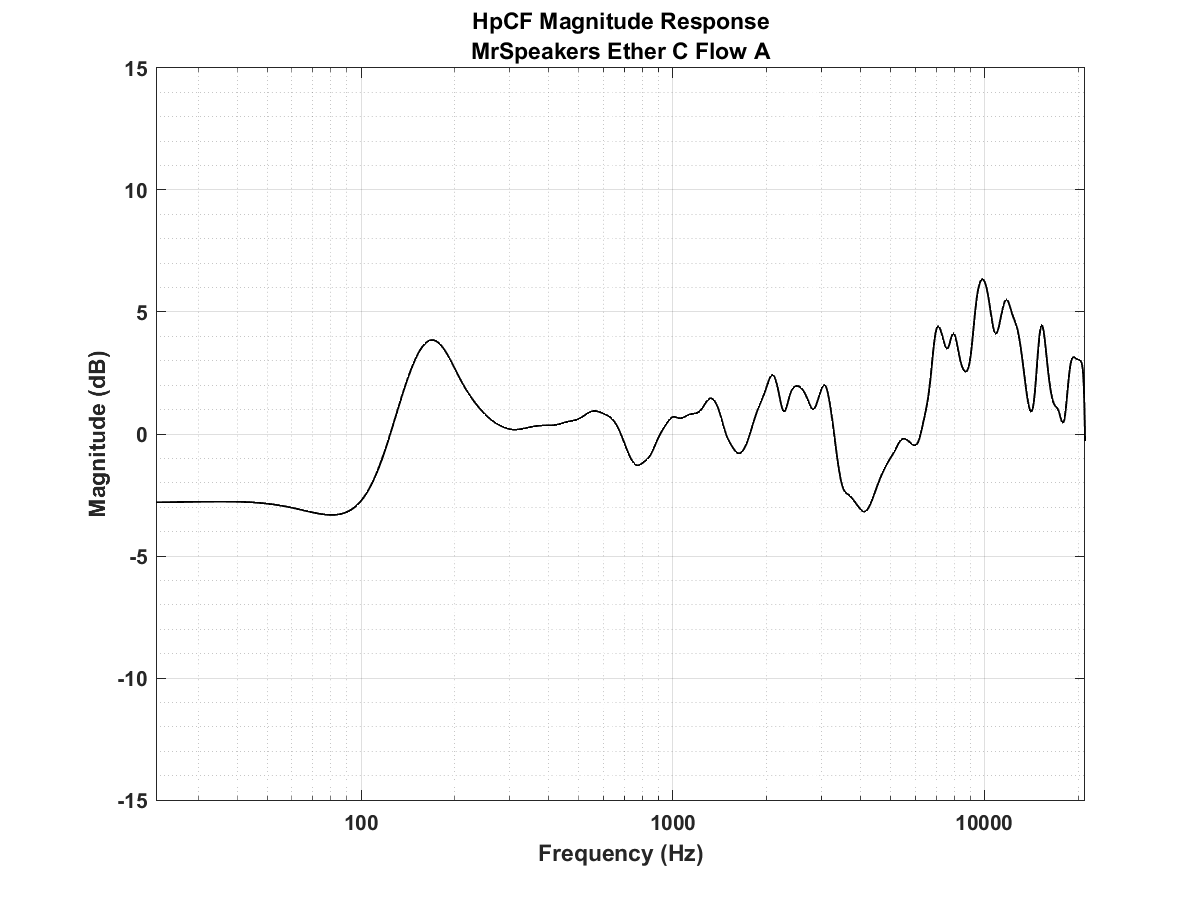 HpCF Magnitude Response
MrSpeakers Ether C Flow A
15
10
5
0
-5
-10
-15
Magnitude (dB)
100
1000
10000
Frequency (Hz)